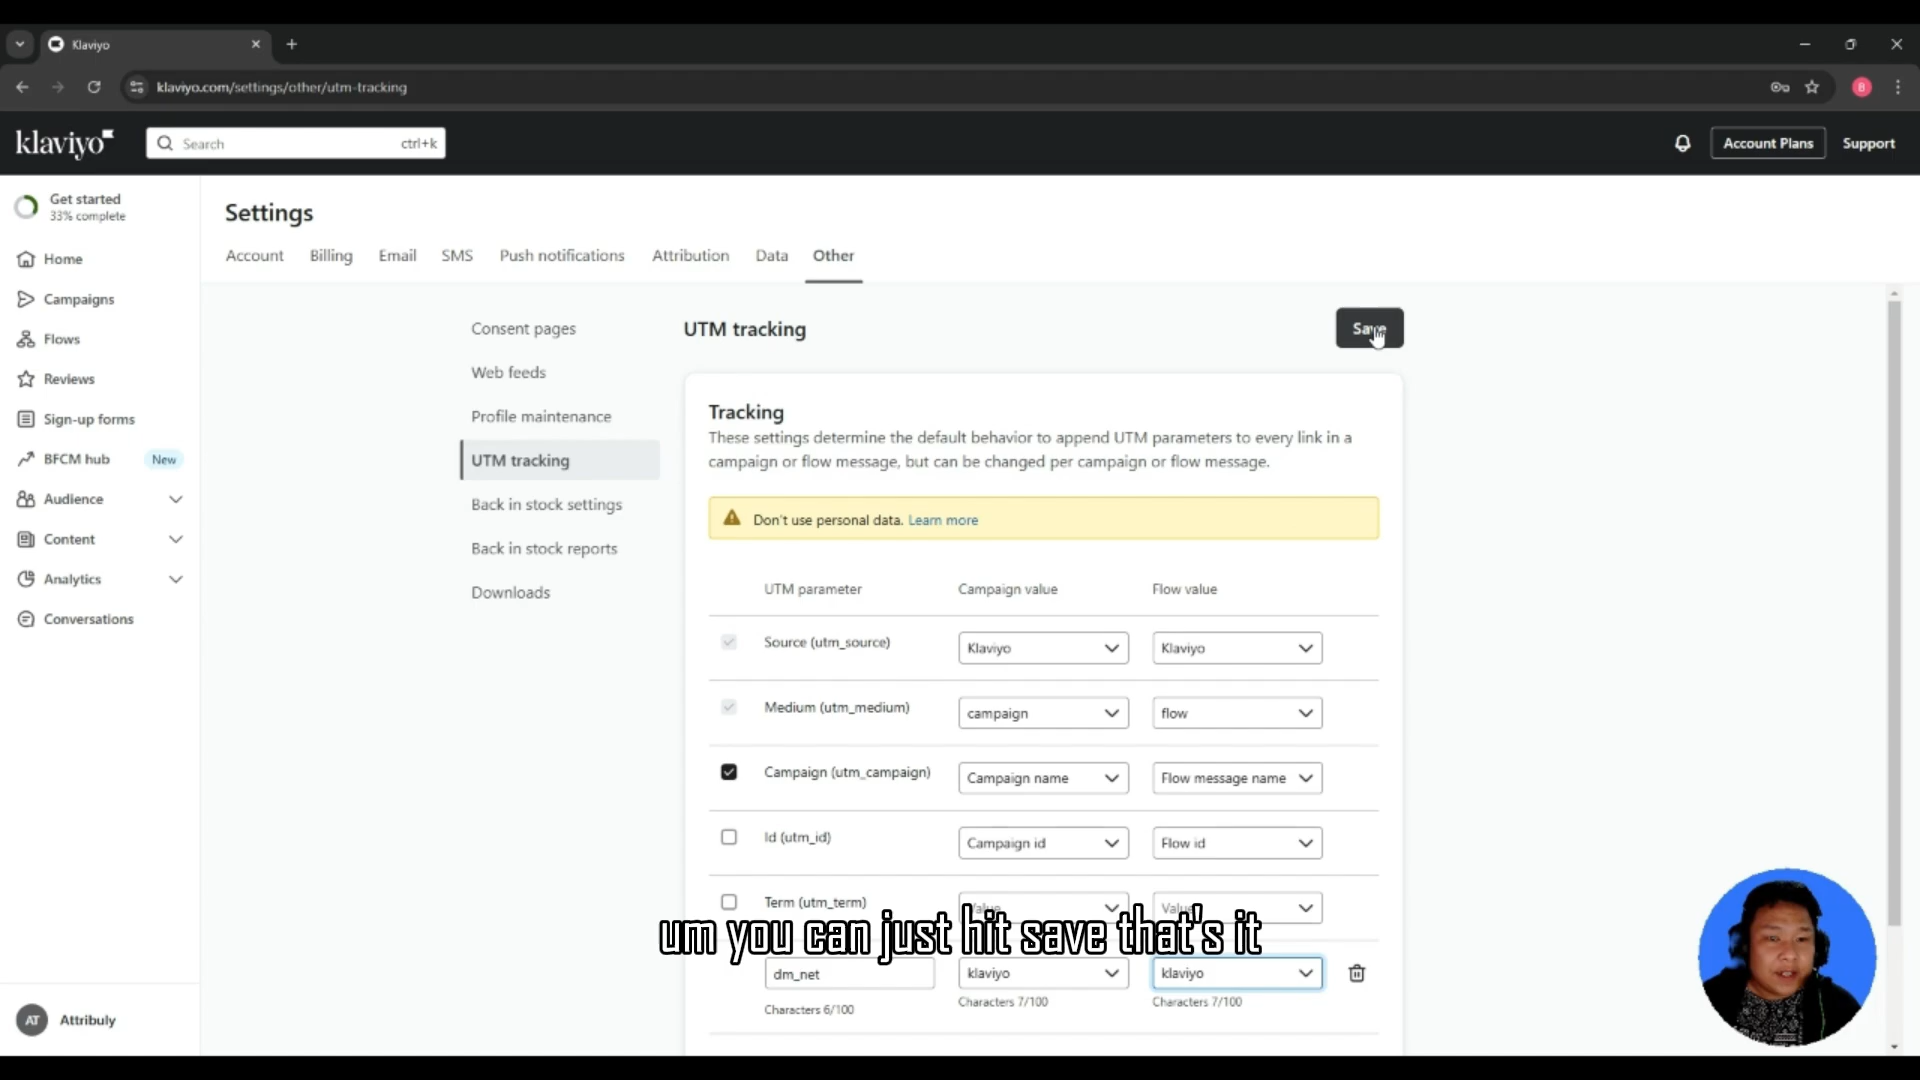 Klaviyo
klaviyo.com/settings/other/utm-tracking
B
klaviyo
Search
ctrl+k
Account Plans
Support
Get started
33% complete
Home
Campaigns
Flows
Reviews
Sign-up forms
BFCM hub
New
Audience
Content
Analytics
Conversations
AT
Attribuly
Settings
Account
Billing
Email
SMS
Push notifications
Attribution
Data
Other
Consent pages
Web feeds
Profile maintenance
UTM tracking
Back in stock settings
Back in stock reports
Downloads
UTM tracking
Save
Tracking
These settings determine the default behavior to append UTM parameters to every link in a
campaign or flow message, but can be changed per campaign or flow message.
Don't use personal data. Learn more
UTM parameter
Campaign value
Flow value
Source (utm_source)
Klaviyo
Klaviyo
Medium (utm_medium)
campaign
flow
Campaign (utm_campaign)
Campaign name
Flow message name
Id (utm_id)
Campaign id
Flow id
Term (utm_term)
Value
Value
um you can just hit save that's it
dm_net
klaviyo
klaviyo
Characters 6/100
Characters 7/100
Characters 7/100